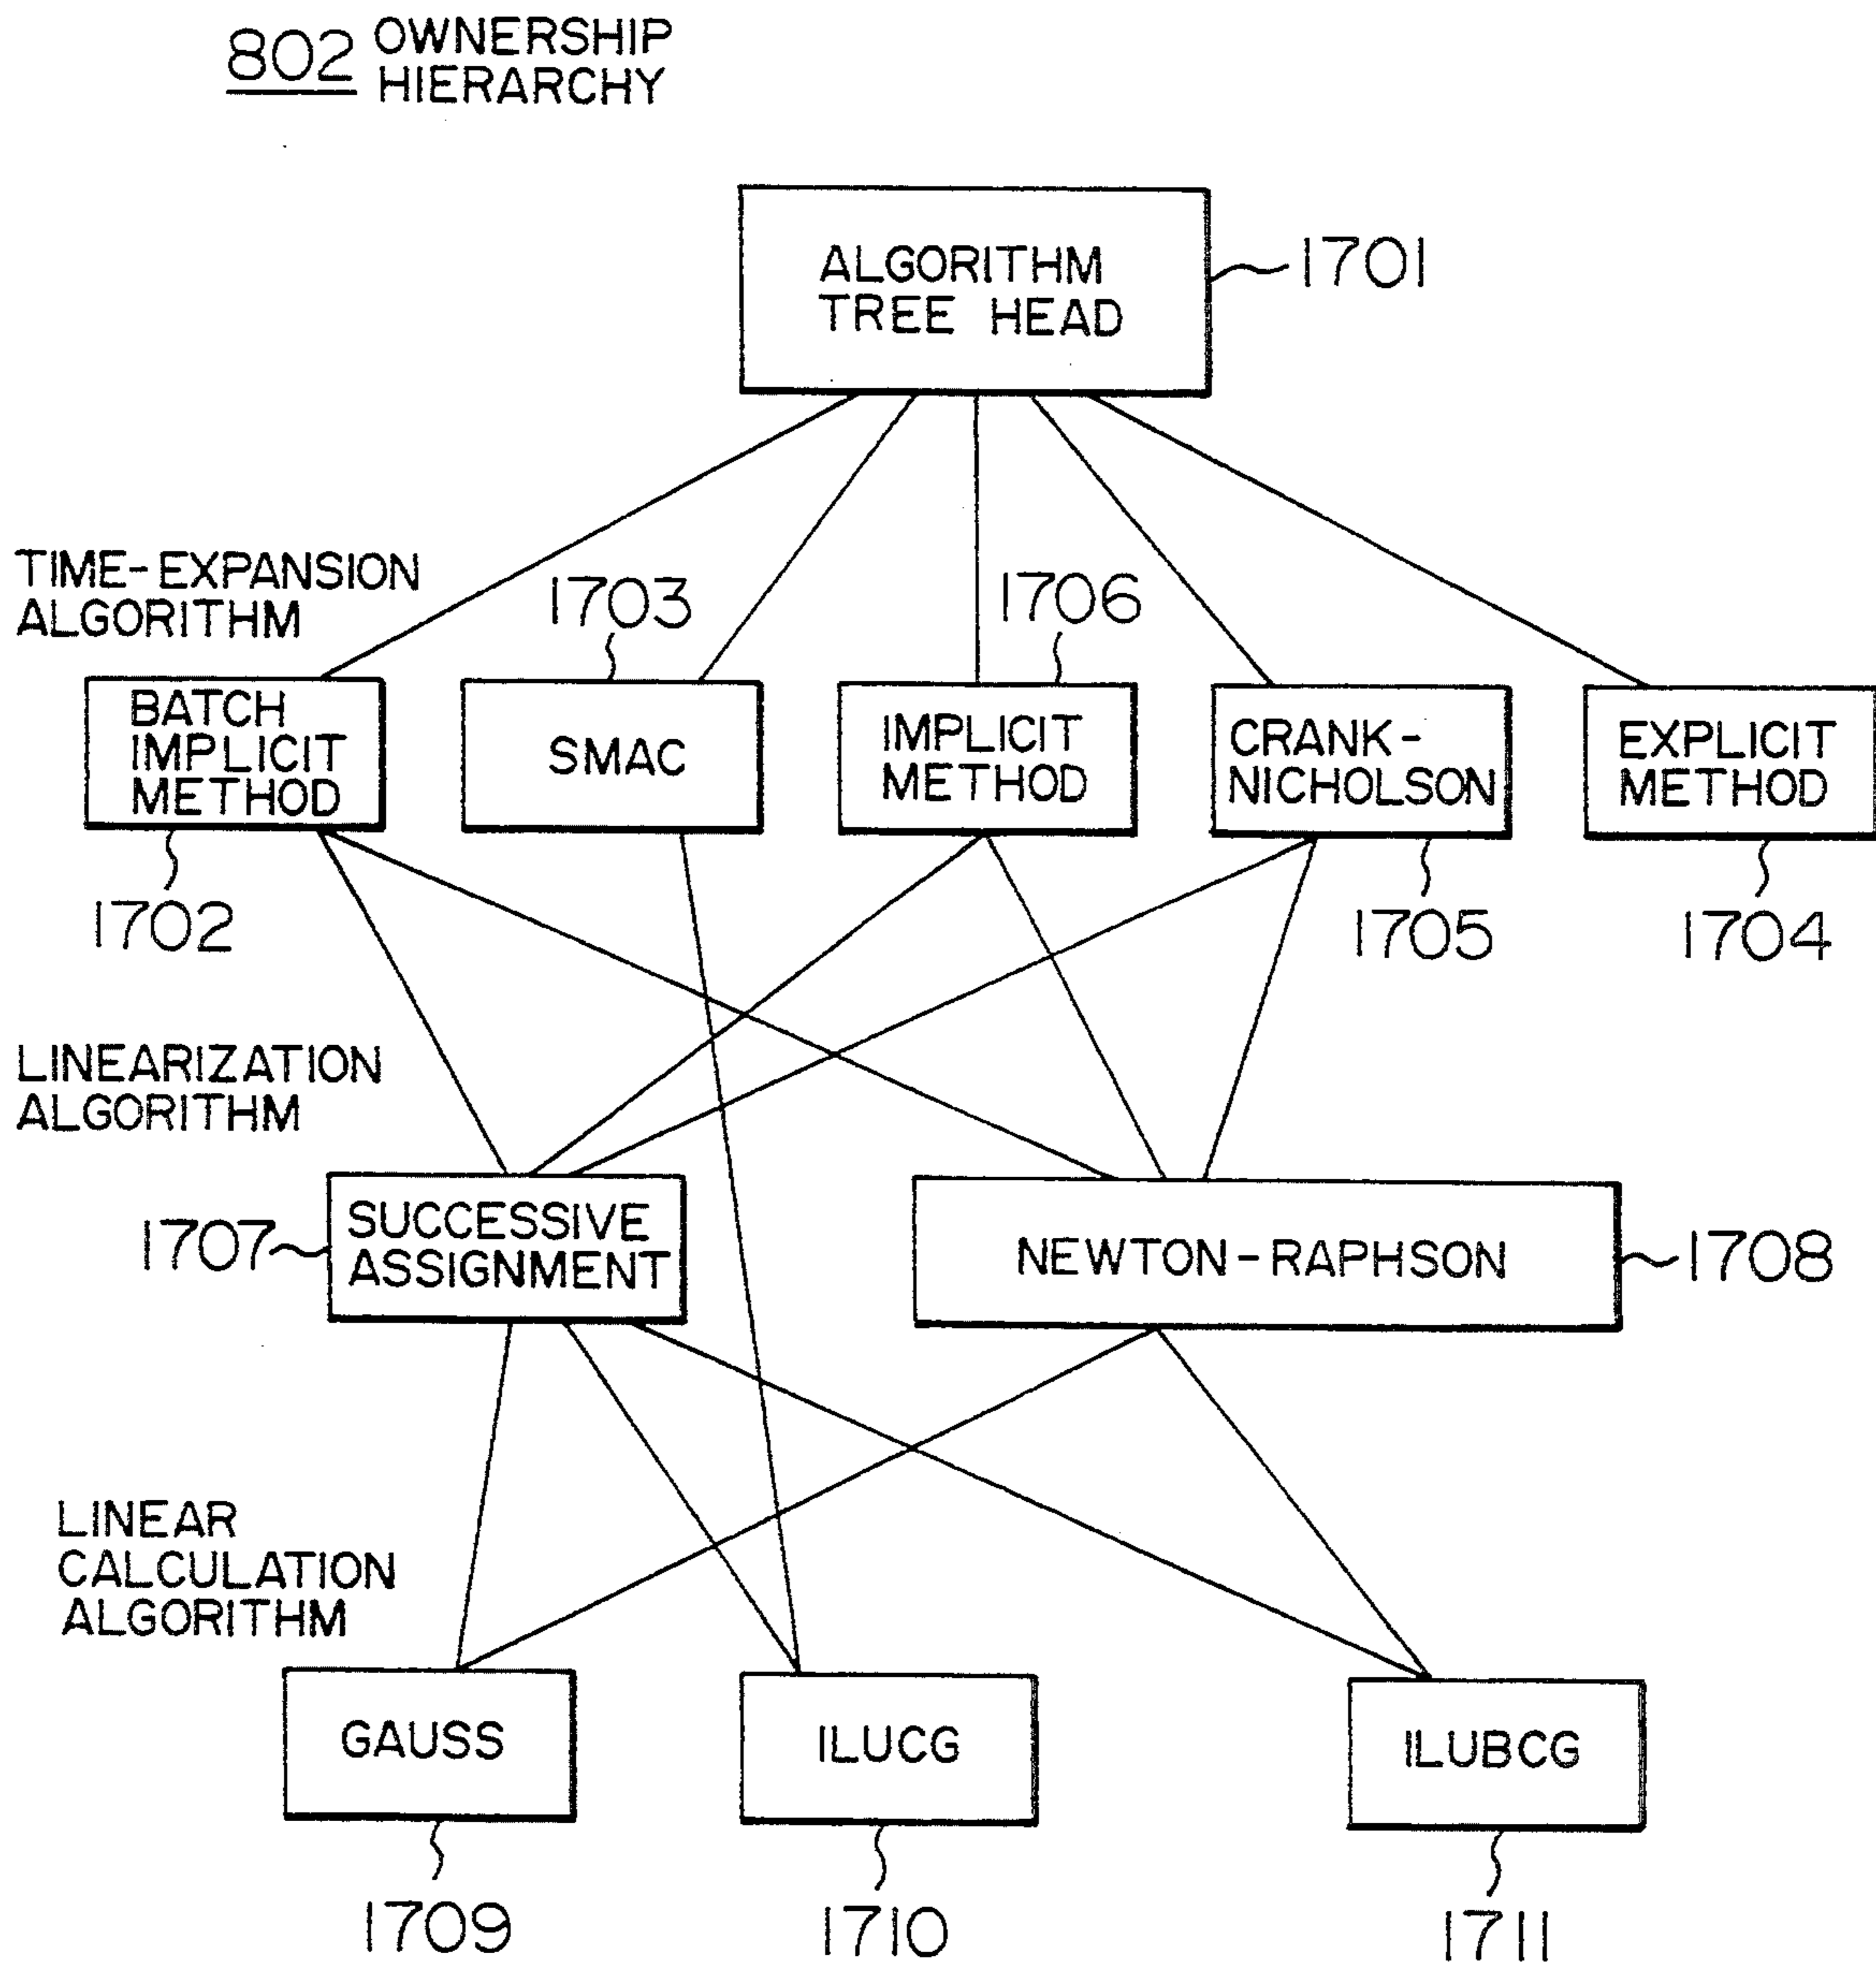 802 OWNERSHIP
HIERARCHY
ALGORITHM
TREE HEAD
1701
TIME-EXPANSION
ALGORITHM
1703
1706
BATCH
IMPLICIT
METHOD
SMAC
IMPLICIT
METHOD
CRANK-
NICHOLSON
EXPLICIT
METHOD
1702
1705
1704
LINEARIZATION
ALGORITHM
1707
SUCCESSIVE
ASSIGNMENT
NEWTON-RAPHSON
1708
LINEAR
CALCULATION
ALGORITHM
GAUSS
ILUCG
ILUBCG
1709
1710
1711